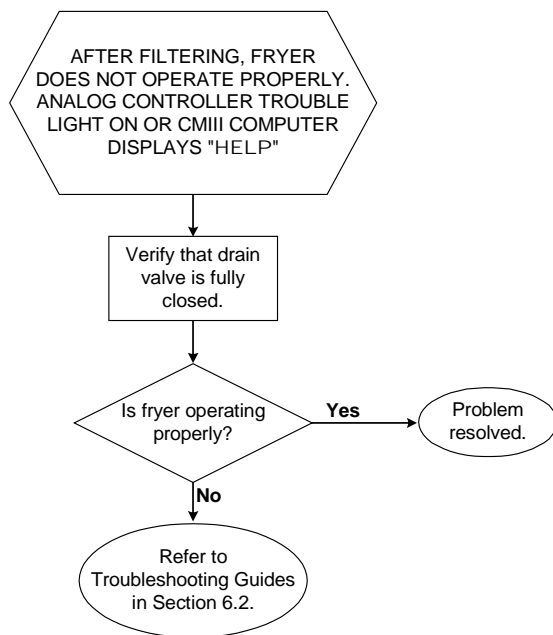 AFTER FILTERING, FRYER
DOES NOT OPERATE PROPERLY.
ANALOG CONTROLLER TROUBLE
LIGHT ON OR CMIII COMPUTER
DISPLAYS "HELP"
Verify that drain
valve is fully
closed.
Is fryer operating
properly?
Yes
Problem
resolved.
No
Refer to
Troubleshooting Guides
in Section 6.2.